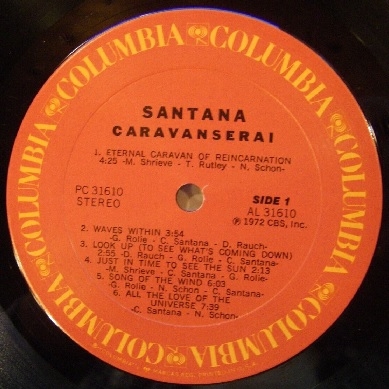 COLUMBIA COLUMBIA COLUMBIA COLUMBIA COLUMBIA COLUMBIA
SANTANA
CARAVANSERAI
1. ETERNAL CARAVAN OF REINCARNATION
4:25 -M. Shrieve - T. Rutley - N. Schon-
PC 31610
STEREO
SIDE 1
AL 31610
℗ 1972 CBS, Inc.
2. WAVES WITHIN 3:54
-G. Rolie - C. Santana - D. Rauch-
3. LOOK UP (TO SEE WHAT'S COMING DOWN)
2:55 -D. Rauch - G. Rolie - C. Santana-
4. JUST IN TIME TO SEE THE SUN 2:13
-M. Shrieve - C. Santana - G. Rolie-
5. SONG OF THE WIND 6:03
-G. Rolie - N. Schon - C. Santana-
6. ALL THE LOVE OF THE
UNIVERSE 7:39
-C. Santana - N. Schon-